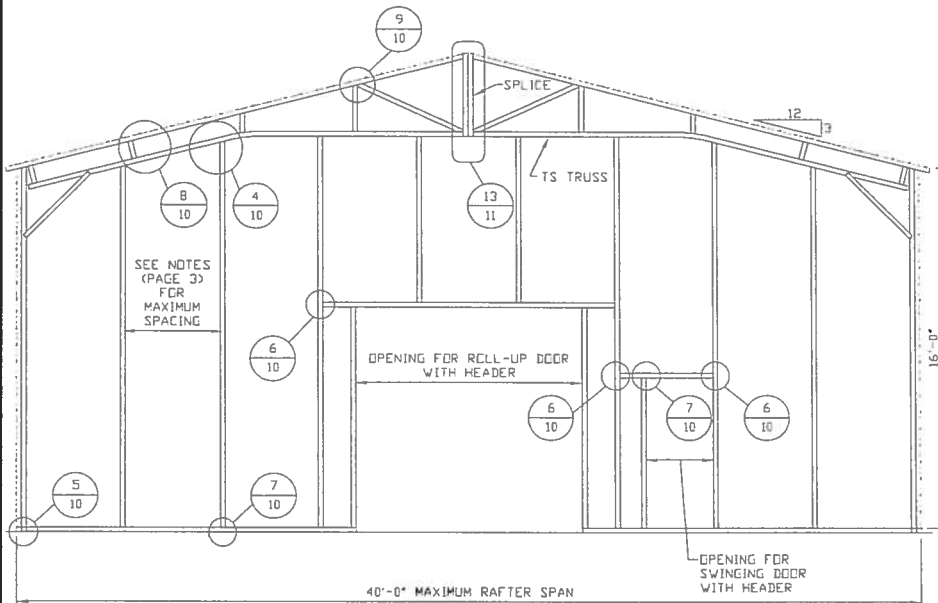 9
10
SPLICE
12
3
TS TRUSS
8
10
4
10
13
11
SEE NOTES
(PAGE 3)
FOR
MAXIMUM
SPACING
6
10
OPENING FOR ROLL-UP DOOR
WITH HEADER
16'-0"
6
10
7
10
6
10
5
10
7
10
OPENING FOR
SWINGING DOOR
WITH HEADER
40'-0" MAXIMUM RAFTER SPAN